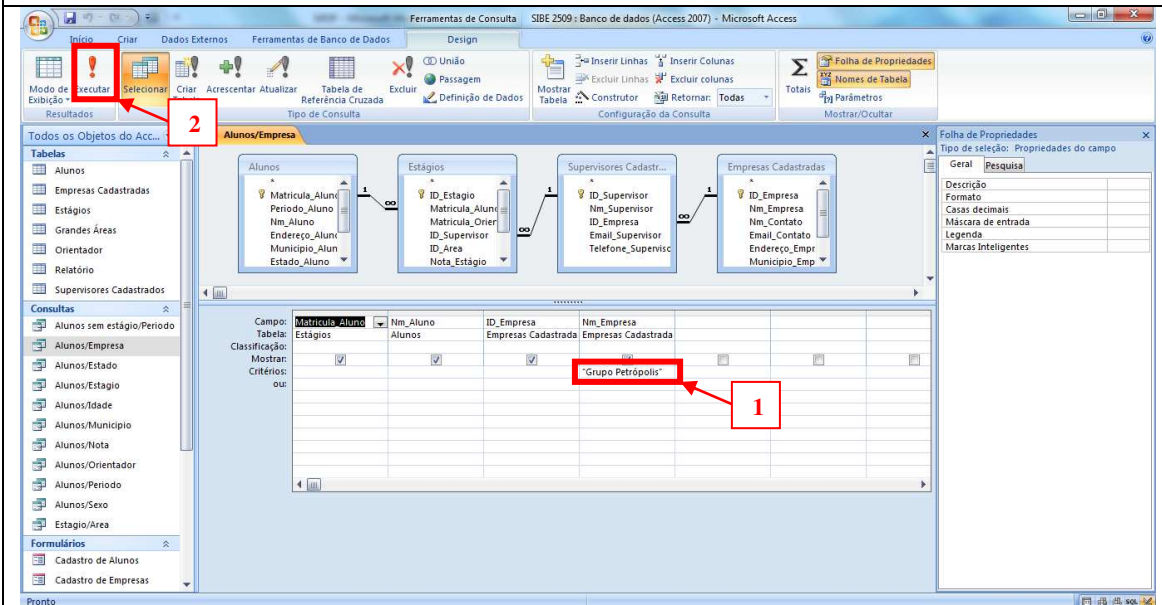 Ferramentas de Consulta SIBE 2509 : Banco de dados (Access 2007) - Microsoft Access
Início Criar Dados Externos Ferramentas de Banco de Dados Design
Modo de Exibição
Executar
Selecionar
Criar
Acrescentar
Atualizar
Tabela de Referência Cruzada
Excluir
União
Passagem
Definição de Dados
Mostrar Tabela
Inserir Linhas
Excluir Linhas
Construtor
Inserir Colunas
Excluir colunas
Retornar: Todas
Totais
Folha de Propriedades
Nomes de Tabela
Parâmetros
Resultados
Tipo de Consulta
Configuração da Consulta
Mostrar/Ocultar
2
Todos os Objetos do Acc...
Tabelas
Alunos
Empresas Cadastradas
Estágios
Grandes Áreas
Orientador
Relatório
Supervisores Cadastrados
Consultas
Alunos sem estágio/Periodo
Alunos/Empresa
Alunos/Estado
Alunos/Estagio
Alunos/Idade
Alunos/Municipio
Alunos/Nota
Alunos/Orientador
Alunos/Periodo
Alunos/Sexo
Estagio/Area
Formulários
Cadastro de Alunos
Cadastro de Empresas
Alunos/Empresa
Alunos
*
Matricula_Aluno
Periodo_Aluno
Nm_Aluno
Endereço_Aluno
Municipio_Alun
Estado_Aluno
1
∞
Estágios
*
ID_Estagio
Matricula_Aluno
Matricula_Orien
ID_Supervisor
ID_Area
Nota_Estágio
∞
1
Supervisores Cadastr...
*
ID_Supervisor
Nm_Supervisor
ID_Empresa
Email_Supervisor
Telefone_Superviso
∞
1
Empresas Cadastradas
*
ID_Empresa
Nm_Empresa
Nm_Contato
Email_Contato
Endereço_Empr
Municipio_Emp
Campo: Matricula_Aluno Nm_Aluno ID_Empresa Nm_Empresa
Tabela: Estágios Alunos Empresas Cadastrada Empresas Cadastrada
Classificação:
Mostrar:
Critérios: "Grupo Petrópolis"
ou:
1
Folha de Propriedades
Tipo de seleção: Propriedades do campo
Geral Pesquisa
Descrição
Formato
Casas decimais
Máscara de entrada
Legenda
Marcas Inteligentes
Pronto
SQL